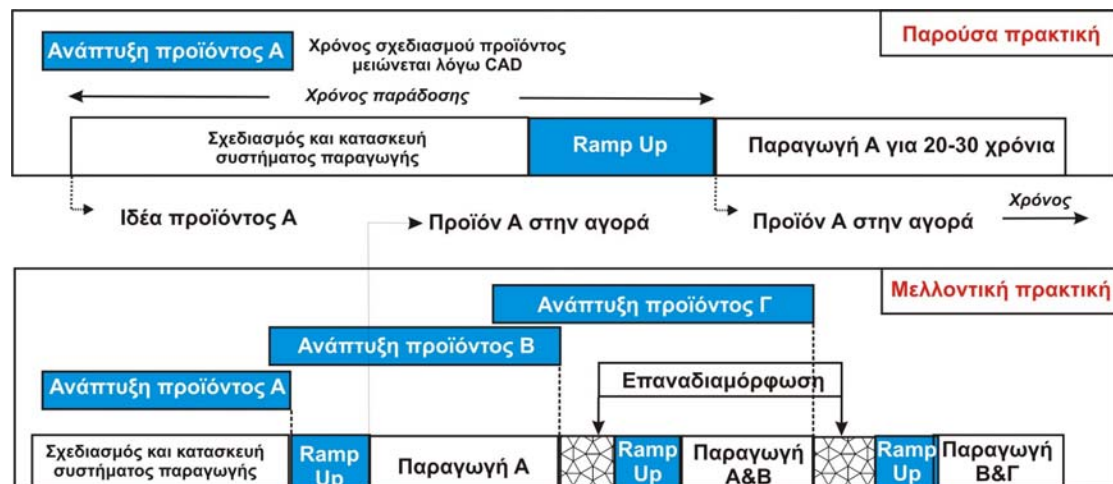 Παρούσα πρακτική
Ανάπτυξη προϊόντος Α
Χρόνος σχεδιασμού προϊόντος
μειώνεται λόγω CAD
Χρόνος παράδοσης
Σχεδιασμός και κατασκευή
συστήματος παραγωγής
Ramp Up
Παραγωγή Α για 20-30 χρόνια
Ιδέα προϊόντος Α
Προϊόν Α στην αγορά
Προϊόν Α στην αγορά
Χρόνος
Μελλοντική πρακτική
Ανάπτυξη προϊόντος Γ
Ανάπτυξη προϊόντος Β
Ανάπτυξη προϊόντος Α
Επαναδιαμόρφωση
Σχεδιασμός και κατασκευή
συστήματος παραγωγής
Ramp
Up
Παραγωγή Α
Ramp
Up
Παραγωγή
Α&Β
Ramp
Up
Παραγωγή
Β&Γ